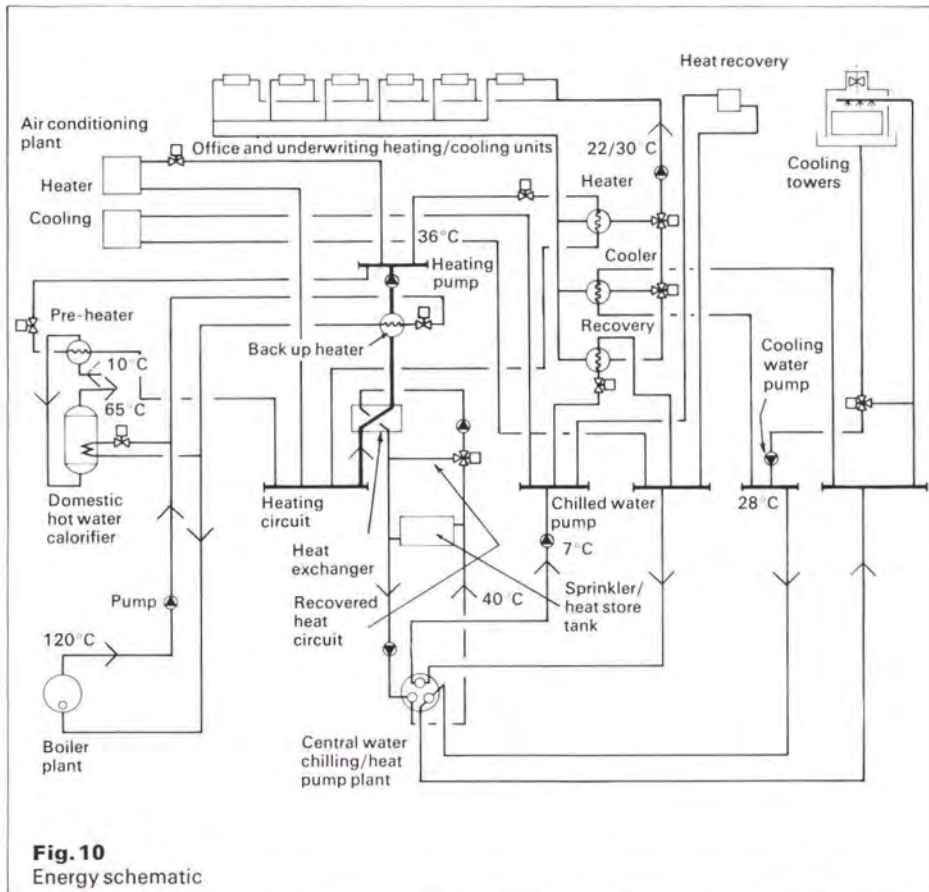 Heat recovery
Air conditioning
plant
Office and underwriting heating/cooling units
22/30°C
Cooling
towers
Heater
Heater
Cooling
36°C
Cooler
Heating
pump
Pre-heater
Recovery
Back up heater
Cooling
water
pump
10°C
65°C
Domestic
hot water
calorifier
Heating
circuit
Chilled water
pump
28°C
Heat
exchanger
7°C
Pump
Recovered
heat
circuit
40°C
Sprinkler/
heat store
tank
120°C
Boiler
plant
Central water
chilling/heat
pump plant
Fig. 10
Energy schematic